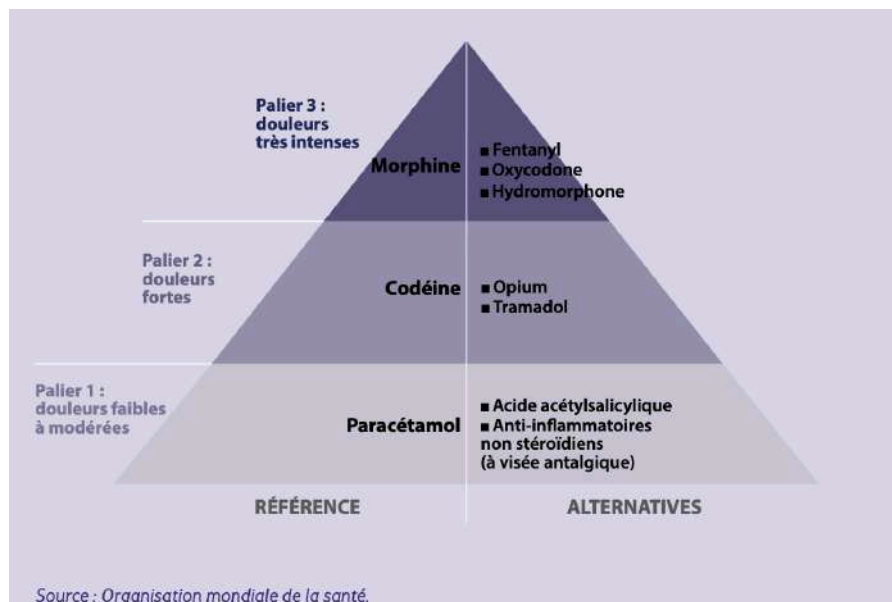 Palier 3 :
douleurs
très intenses
Morphine
■ Fentanyl
■ Oxycodone
■ Hydromorphone
Palier 2 :
douleurs
fortes
Codéine
■ Opium
■ Tramadol
Palier 1 :
douleurs faibles
à modérées
Paracétamol
■ Acide acétylsalicylique
■ Anti-inflammatoires
non stéroïdiens
(à visée antalgique)
RÉFÉRENCE
ALTERNATIVES
Source : Organisation mondiale de la santé.